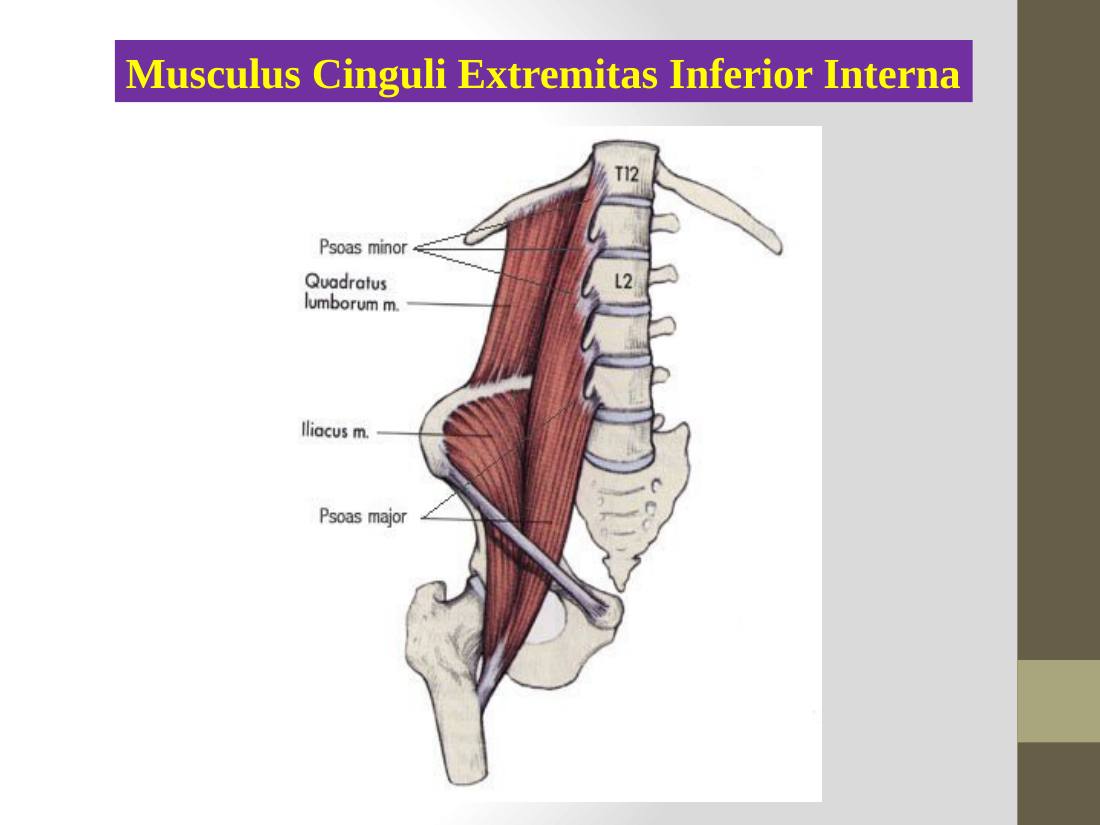 Musculus Cinguli Extremitas Inferior Interna
T12
Psoas minor
Quadratus
lumborum m.
L2
Iliacus m.
Psoas major